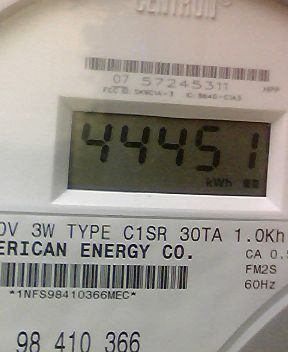 CENTRON
07 57245311
44451
kWh
0V 3W TYPE C1SR 30TA 1.0Kh
ERICAN ENERGY CO.
CA 0.5
FM2S
*1NFS98410366MEC*
60Hz
98 410 366